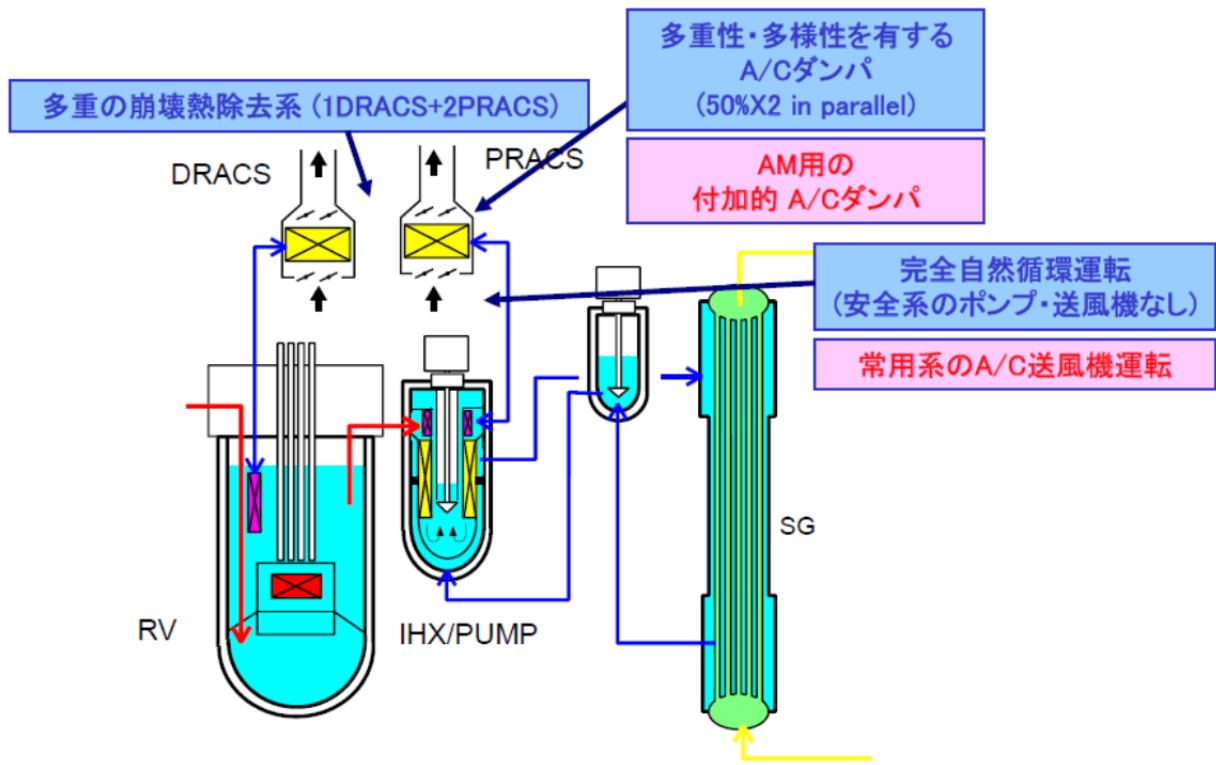 多重性・多様性を有する
A/Cダンパ
(50%X2 in parallel)
多重の崩壊熱除去系 (1DRACS+2PRACS)
AM用の
付加的 A/Cダンパ
DRACS
PRACS
完全自然循環運転
(安全系のポンプ・送風機なし)
常用系のA/C送風機運転
SG
RV
IHX/PUMP